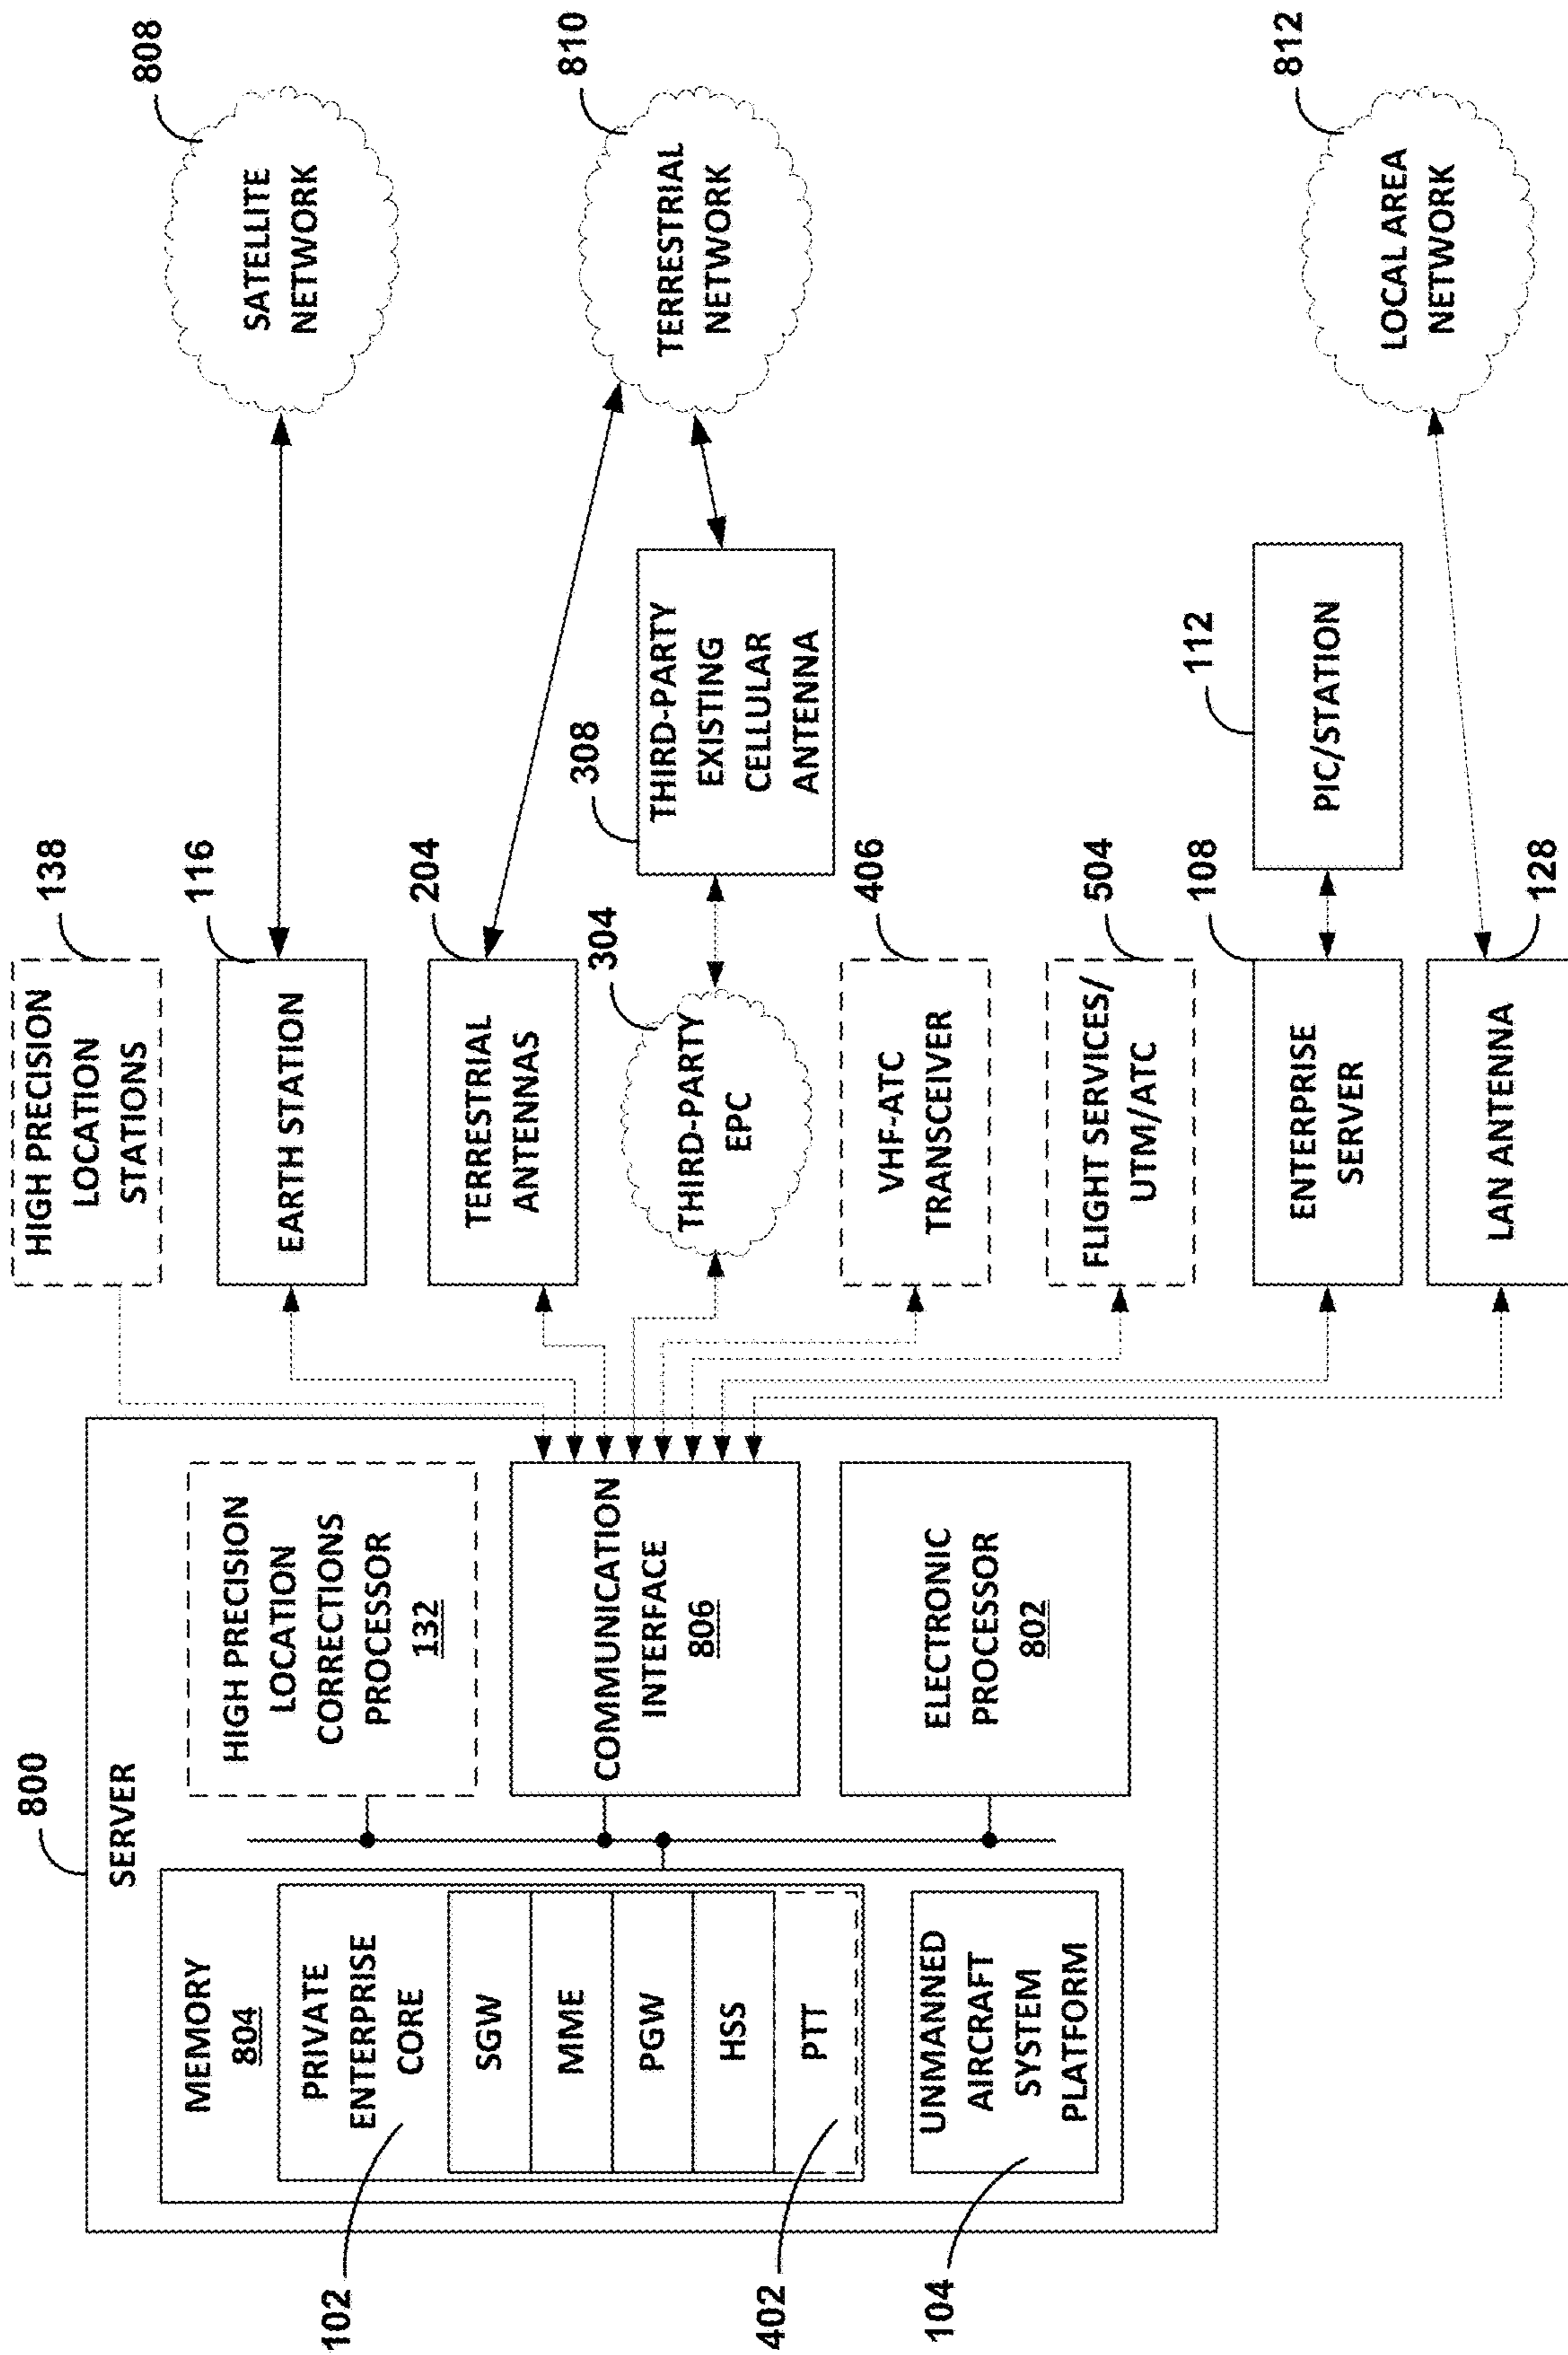 800
SERVER
MEMORY
804
PRIVATE
ENTERPRISE
CORE
102
SGW
MME
PGW
HSS
PTT
402
UNMANNED
AIRCRAFT
SYSTEM
PLATFORM
104
HIGH PRECISION
LOCATION
CORRECTIONS
PROCESSOR
132
COMMUNICATION
INTERFACE
806
ELECTRONIC
PROCESSOR
802
HIGH PRECISION
LOCATION
STATIONS
138
EARTH STATION
116
TERRESTRIAL
ANTENNAS
204
THIRD-PARTY
EPC
304
VHF-ATC
TRANSCEIVER
406
FLIGHT SERVICES/
UTM/ATC
504
ENTERPRISE
SERVER
108
LAN ANTENNA
128
THIRD-PARTY
EXISTING
CELLULAR
ANTENNA
308
PIC/STATION
112
SATELLITE
NETWORK
808
TERRESTRIAL
NETWORK
810
LOCAL AREA
NETWORK
812